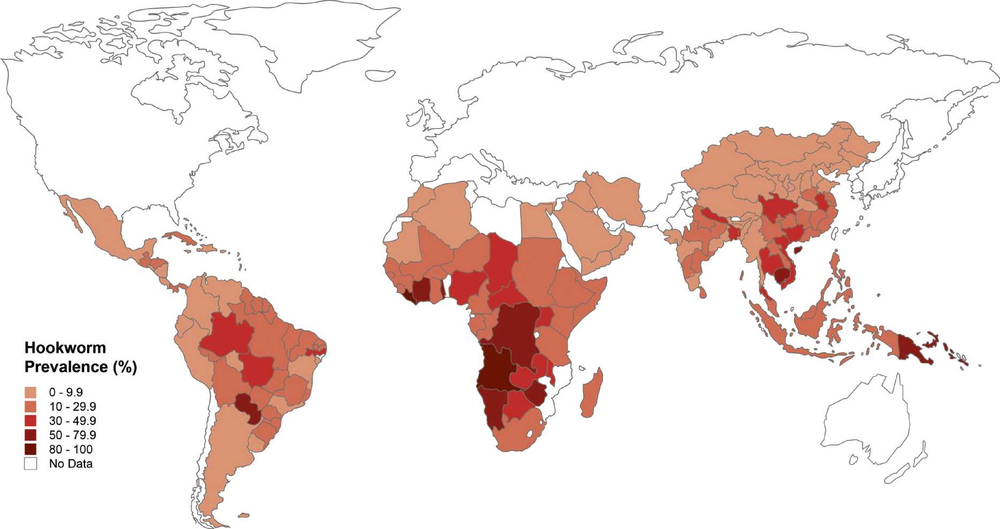 Hookworm
Prevalence (%)
0 - 9.9
10 - 29.9
30 - 49.9
50 - 79.9
80 - 100
No Data